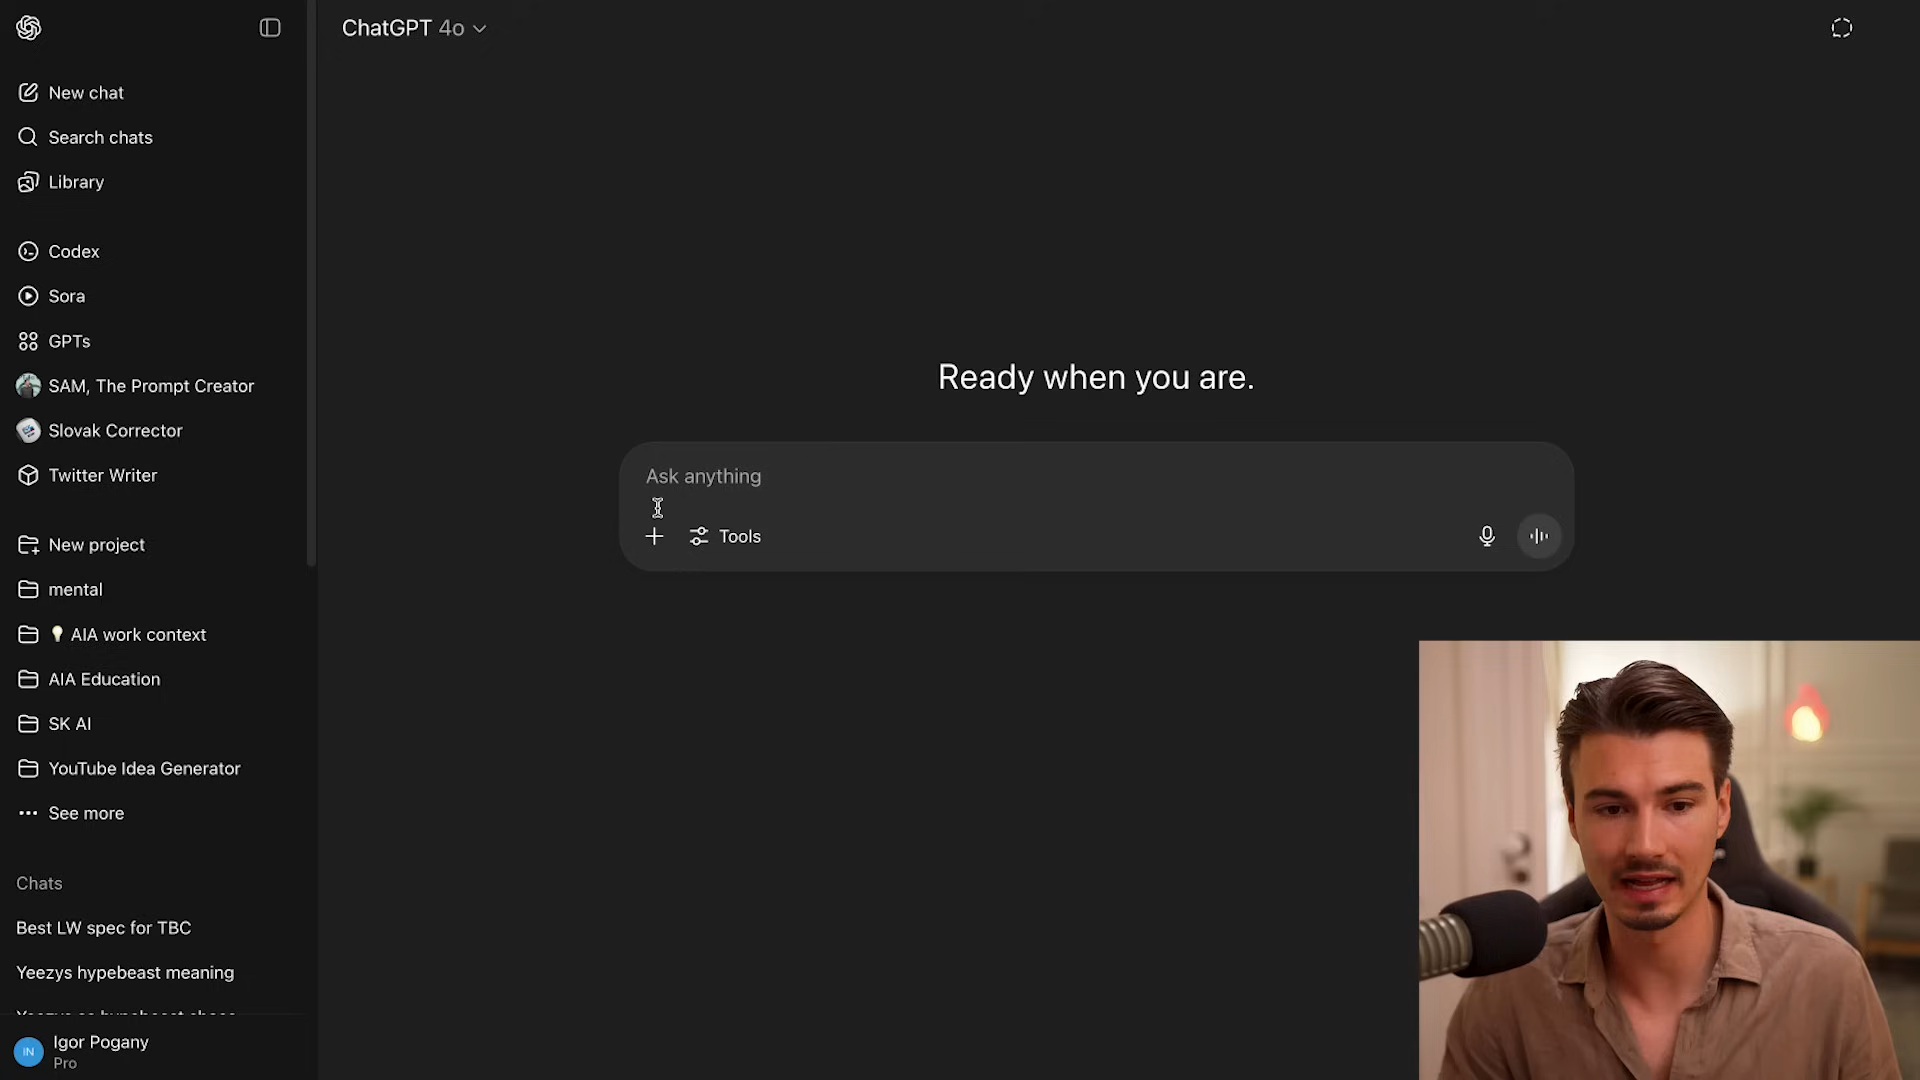 ChatGPT 4o
New chat
Search chats
Library
Codex
Sora
GPTs
SAM, The Prompt Creator
Slovak Corrector
Twitter Writer
New project
mental
AIA work context
AIA Education
SK AI
YouTube Idea Generator
See more
Chats
Best LW spec for TBC
Yeezys hypebeast meaning
IN
Igor Pogany
Pro
Ready when you are.
Ask anything
Tools